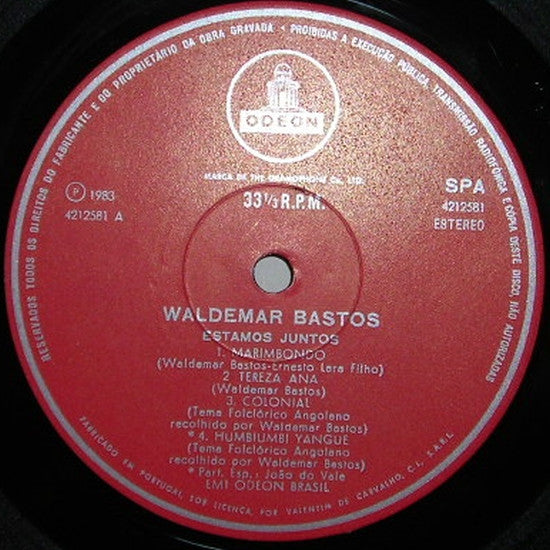 RESERVADOS TODOS OS DIREITOS DO FABRICANTE E DO PROPRIETÁRIO DA OBRA GRAVADA • PROIBIDAS A EXECUÇÃO PÚBLICA, TRANSMISSÃO RADIOFÓNICA E CÓPIA DESTE DISCO, NÃO AUTORIZADAS
ODEON
MARCA DE THE GRAMOPHONE CO. LTD.
33 1/3 R.P.M.
Ⓟ 1983
4212581 A
SPA
4212581
ESTEREO
WALDEMAR BASTOS
ESTAMOS JUNTOS
1. MARIMBONDO
(Waldemar Bastos-Ernesto Lara Filho)
2. TEREZA ANA
(Waldemar Bastos)
3. COLONIAL
(Tema Folclórico Angolano
recolhido por Waldemar Bastos)
* 4. HUMBIUMBI YANGUE
(Tema Folclórico Angolano
recolhido por Waldemar Bastos)
* Part. Esp.: João do Vale
EMI ODEON BRASIL
FABRICADO EM PORTUGAL SOB LICENÇA, POR VALENTIM DE CARVALHO, C.I. S.A.R.L.